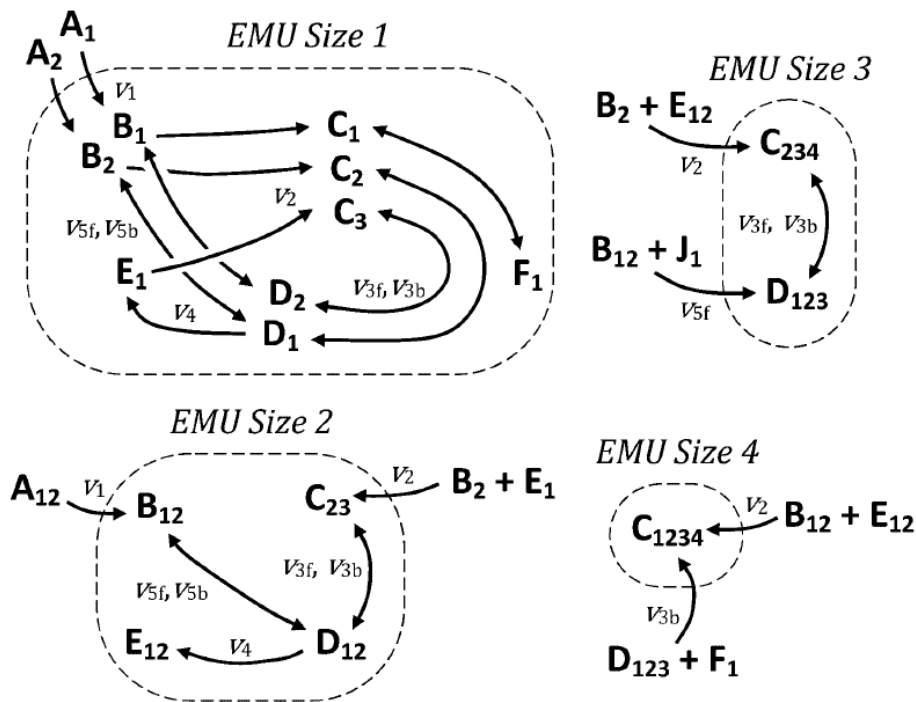 EMU Size 1
A₁
A₂
v₁
B₁
C₁
B₂
C₂
v₂
C₃
v₅f, v₅b
E₁
F₁
D₂
v₃f, v₃b
v₄
D₁
EMU Size 3
B₂ + E₁₂
C₂₃₄
v₂
v₃f, v₃b
B₁₂ + J₁
D₁₂₃
v₅f
EMU Size 2
A₁₂
v₁
B₁₂
C₂₃
v₂
B₂ + E₁
v₅f, v₅b
v₃f, v₃b
E₁₂
v₄
D₁₂
EMU Size 4
C₁₂₃₄
v₂
B₁₂ + E₁₂
v₃b
D₁₂₃ + F₁